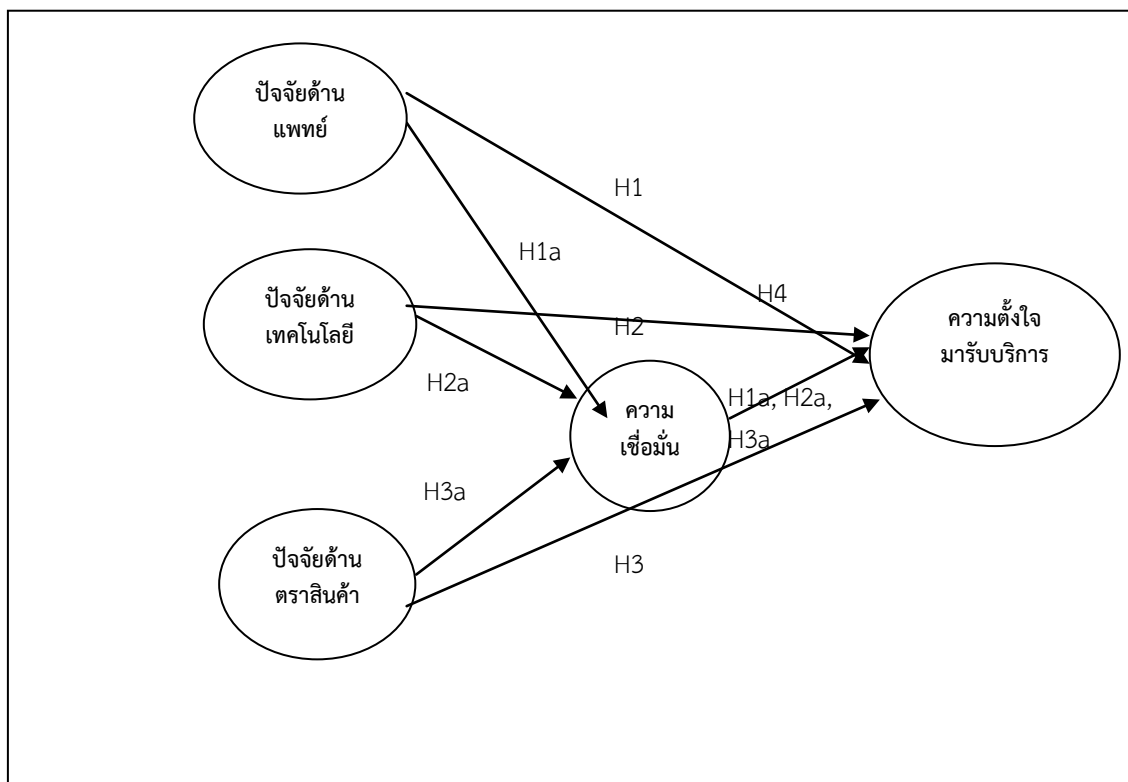 ปัจจัยด้าน
แพทย์
H1
H1a
ปัจจัยด้าน
เทคโนโลยี
H4
H2
ความตั้งใจ
มารับบริการ
H2a
H1a, H2a,
H3a
ความ
เชื่อมั่น
H3a
ปัจจัยด้าน
ตราสินค้า
H3